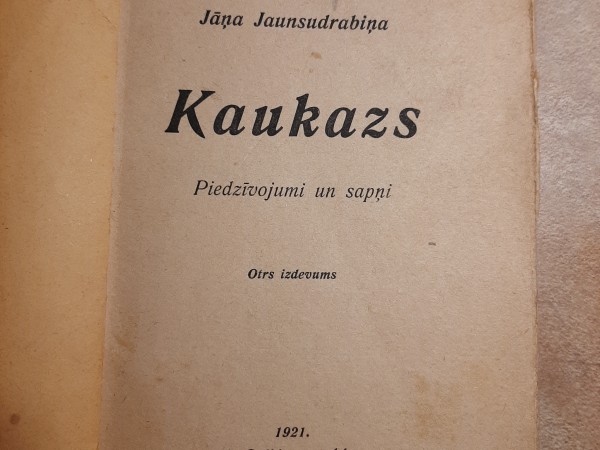 Jāņa Jaunsudrabiņa
Kaukazs
Piedzīvojumi un sapņi
Otrs izdevums
1921.